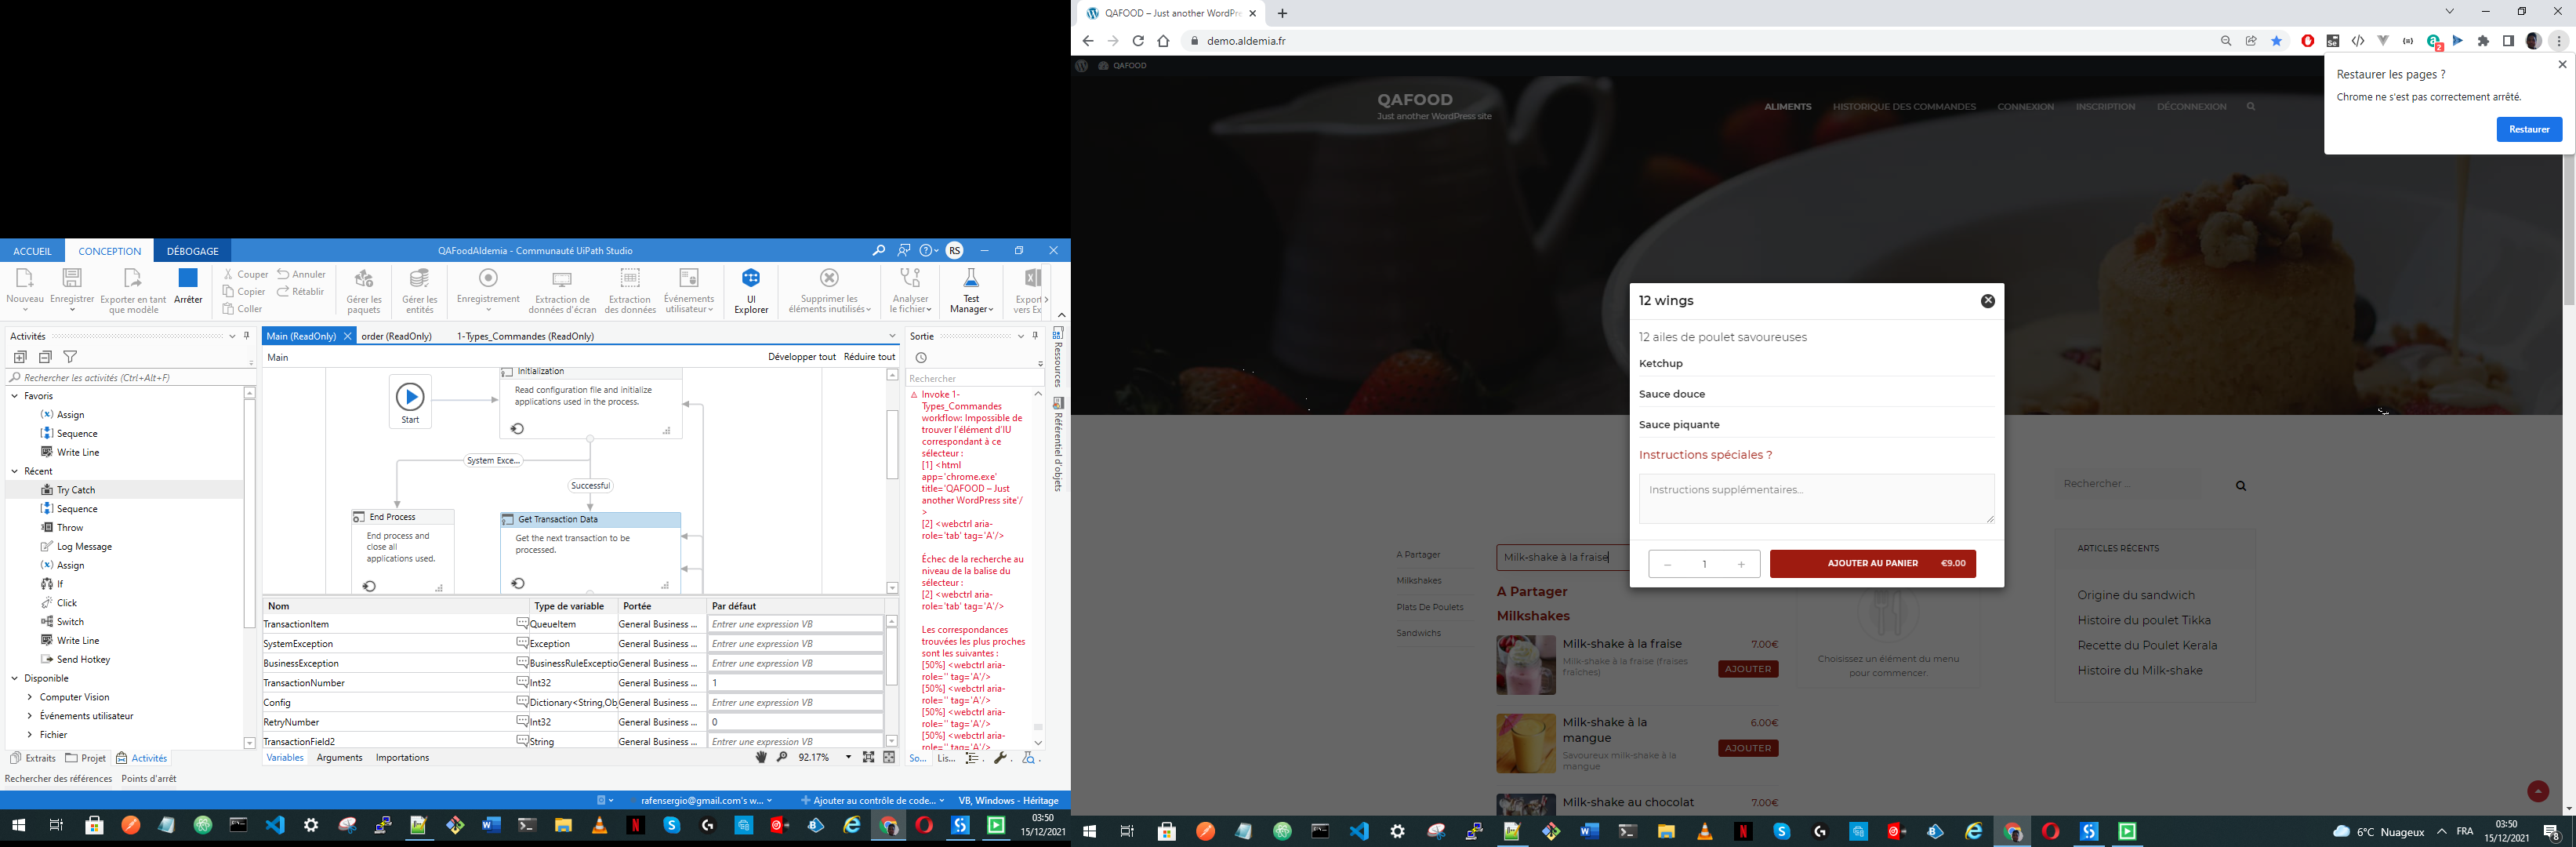 ACCUEIL
CONCEPTION
DÉBOGAGE
QAFoodAldemia - Communauté UiPath Studio
RS
Nouveau
Enregistrer
Exporter en tant que modèle
Arrêter
Couper
Copier
Coller
Annuler
Rétablir
Gérer les paquets
Gérer les entités
Enregistrement
Extraction de données d'écran
Extraction des données
Événements utilisateur
UI Explorer
Supprimer les éléments inutilisés
Analyser le fichier
Test Manager
Export
vers Ex
Activités
Rechercher les activités (Ctrl+Alt+F)
Favoris
Assign
Sequence
Write Line
Récent
Try Catch
Sequence
Throw
Log Message
Assign
If
Click
Switch
Write Line
Send Hotkey
Disponible
Computer Vision
Événements utilisateur
Fichier
Extraits
Projet
Activités
Rechercher des références
Points d'arrêt
Main (ReadOnly)
order (ReadOnly)
1-Types_Commandes (ReadOnly)
Main
Développer tout
Réduire tout
Start
Initialization
Read configuration file and initialize
applications used in the process.
System Exce...
Successful
End Process
End process and
close all
applications used.
Get Transaction Data
Get the next transaction to be
processed.
Nom Type de variable Portée Par défaut
TransactionItem QueueItem General Business ... Entrer une expression VB
SystemException Exception General Business ... Entrer une expression VB
BusinessException BusinessRuleExceptio General Business ... Entrer une expression VB
TransactionNumber Int32 General Business ... 1
Config Dictionary<String,Obj General Business ... Entrer une expression VB
RetryNumber Int32 General Business ... 0
TransactionField2 String General Business ... Entrer une expression VB
Variables
Arguments
Importations
92.17%
Sortie
Rechercher
Invoke 1-
Types_Commandes
workflow: Impossible de
trouver l'élément d'IU
correspondant à ce
sélecteur :
[1] <html
app='chrome.exe'
title='QAFOOD – Just
another WordPress site'/
>
[2] <webctrl aria-
role='tab' tag='A'/>
Échec de la recherche au
niveau de la balise du
sélecteur :
[2] <webctrl aria-
role='tab' tag='A'/>
Les correspondances
trouvées les plus proches
sont les suivantes :
[50%] <webctrl aria-
role='' tag='A'/>
[50%] <webctrl aria-
role='' tag='A'/>
[50%] <webctrl aria-
role='' tag='A'/>
[50%] <webctrl aria-
role='' tag='A'/>
So...
Lis...
Ressources
Référentiel d'objets
rafensergio@gmail.com's w...
Ajouter au contrôle de code...
VB, Windows - Héritage
03:50
15/12/2021
QAFOOD – Just another WordPre
demo.aldemia.fr
QAFOOD
Restaurer les pages ?
Chrome ne s'est pas correctement arrêté.
Restaurer
QAFOOD
Just another WordPress site
ALIMENTS
HISTORIQUE DES COMMANDES
CONNEXION
INSCRIPTION
DÉCONNEXION
12 wings
12 ailes de poulet savoureuses
Ketchup
Sauce douce
Sauce piquante
Instructions spéciales ?
Instructions supplémentaires...
1
AJOUTER AU PANIER €9.00
A Partager
Milkshakes
Plats De Poulets
Sandwichs
Milk-shake à la fraise
A Partager
Milkshakes
Milk-shake à la fraise 7.00€
Milk-shake à la fraise (fraises
fraîches)
AJOUTER
Milk-shake à la
mangue
6.00€
Savoureux milk-shake à la
mangue
AJOUTER
Milk-shake au chocolat 7.00€
Choisissez un élément du menu
pour commencer.
Rechercher ...
ARTICLES RÉCENTS
Origine du sandwich
Histoire du poulet Tikka
Recette du Poulet Kerala
Histoire du Milk-shake
6°C Nuageux
FRA
03:50
15/12/2021
8